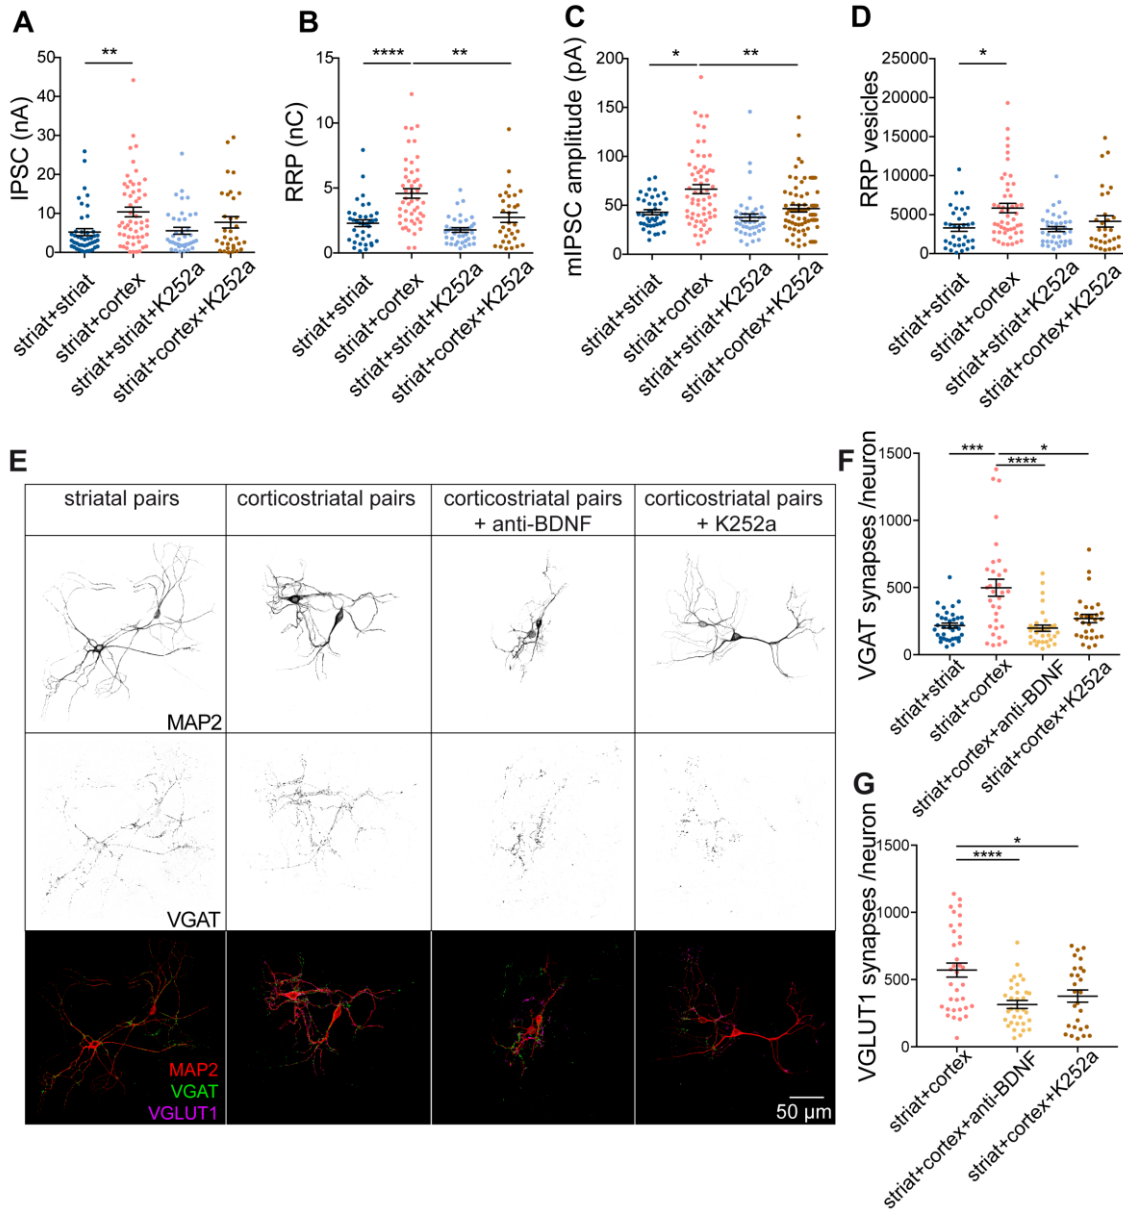 A
IPSC (nA)
50
40
30
20
10
0
**
striat+striat
striat+cortex
striat+striat+K252a
striat+cortex+K252a
B
RRP (nC)
15
10
5
0
****
**
striat+striat
striat+cortex
striat+striat+K252a
striat+cortex+K252a
C
mIPSC amplitude (pA)
200
150
100
50
0
*
**
striat+striat
striat+cortex
striat+striat+K252a
striat+cortex+K252a
D
RRP vesicles
25000
20000
15000
10000
5000
0
*
striat+striat
striat+cortex
striat+striat+K252a
striat+cortex+K252a
E
striatal pairs
corticostriatal pairs
corticostriatal pairs
+ anti-BDNF
corticostriatal pairs
+ K252a
MAP2
VGAT
MAP2
VGAT
VGLUT1
50 µm
F
VGAT synapses /neuron
1500
1000
500
0
***
*
****
striat+striat
striat+cortex
striat+cortex+anti-BDNF
striat+cortex+K252a
G
VGLUT1 synapses /neuron
1500
1000
500
0
*
****
striat+cortex
striat+cortex+anti-BDNF
striat+cortex+K252a